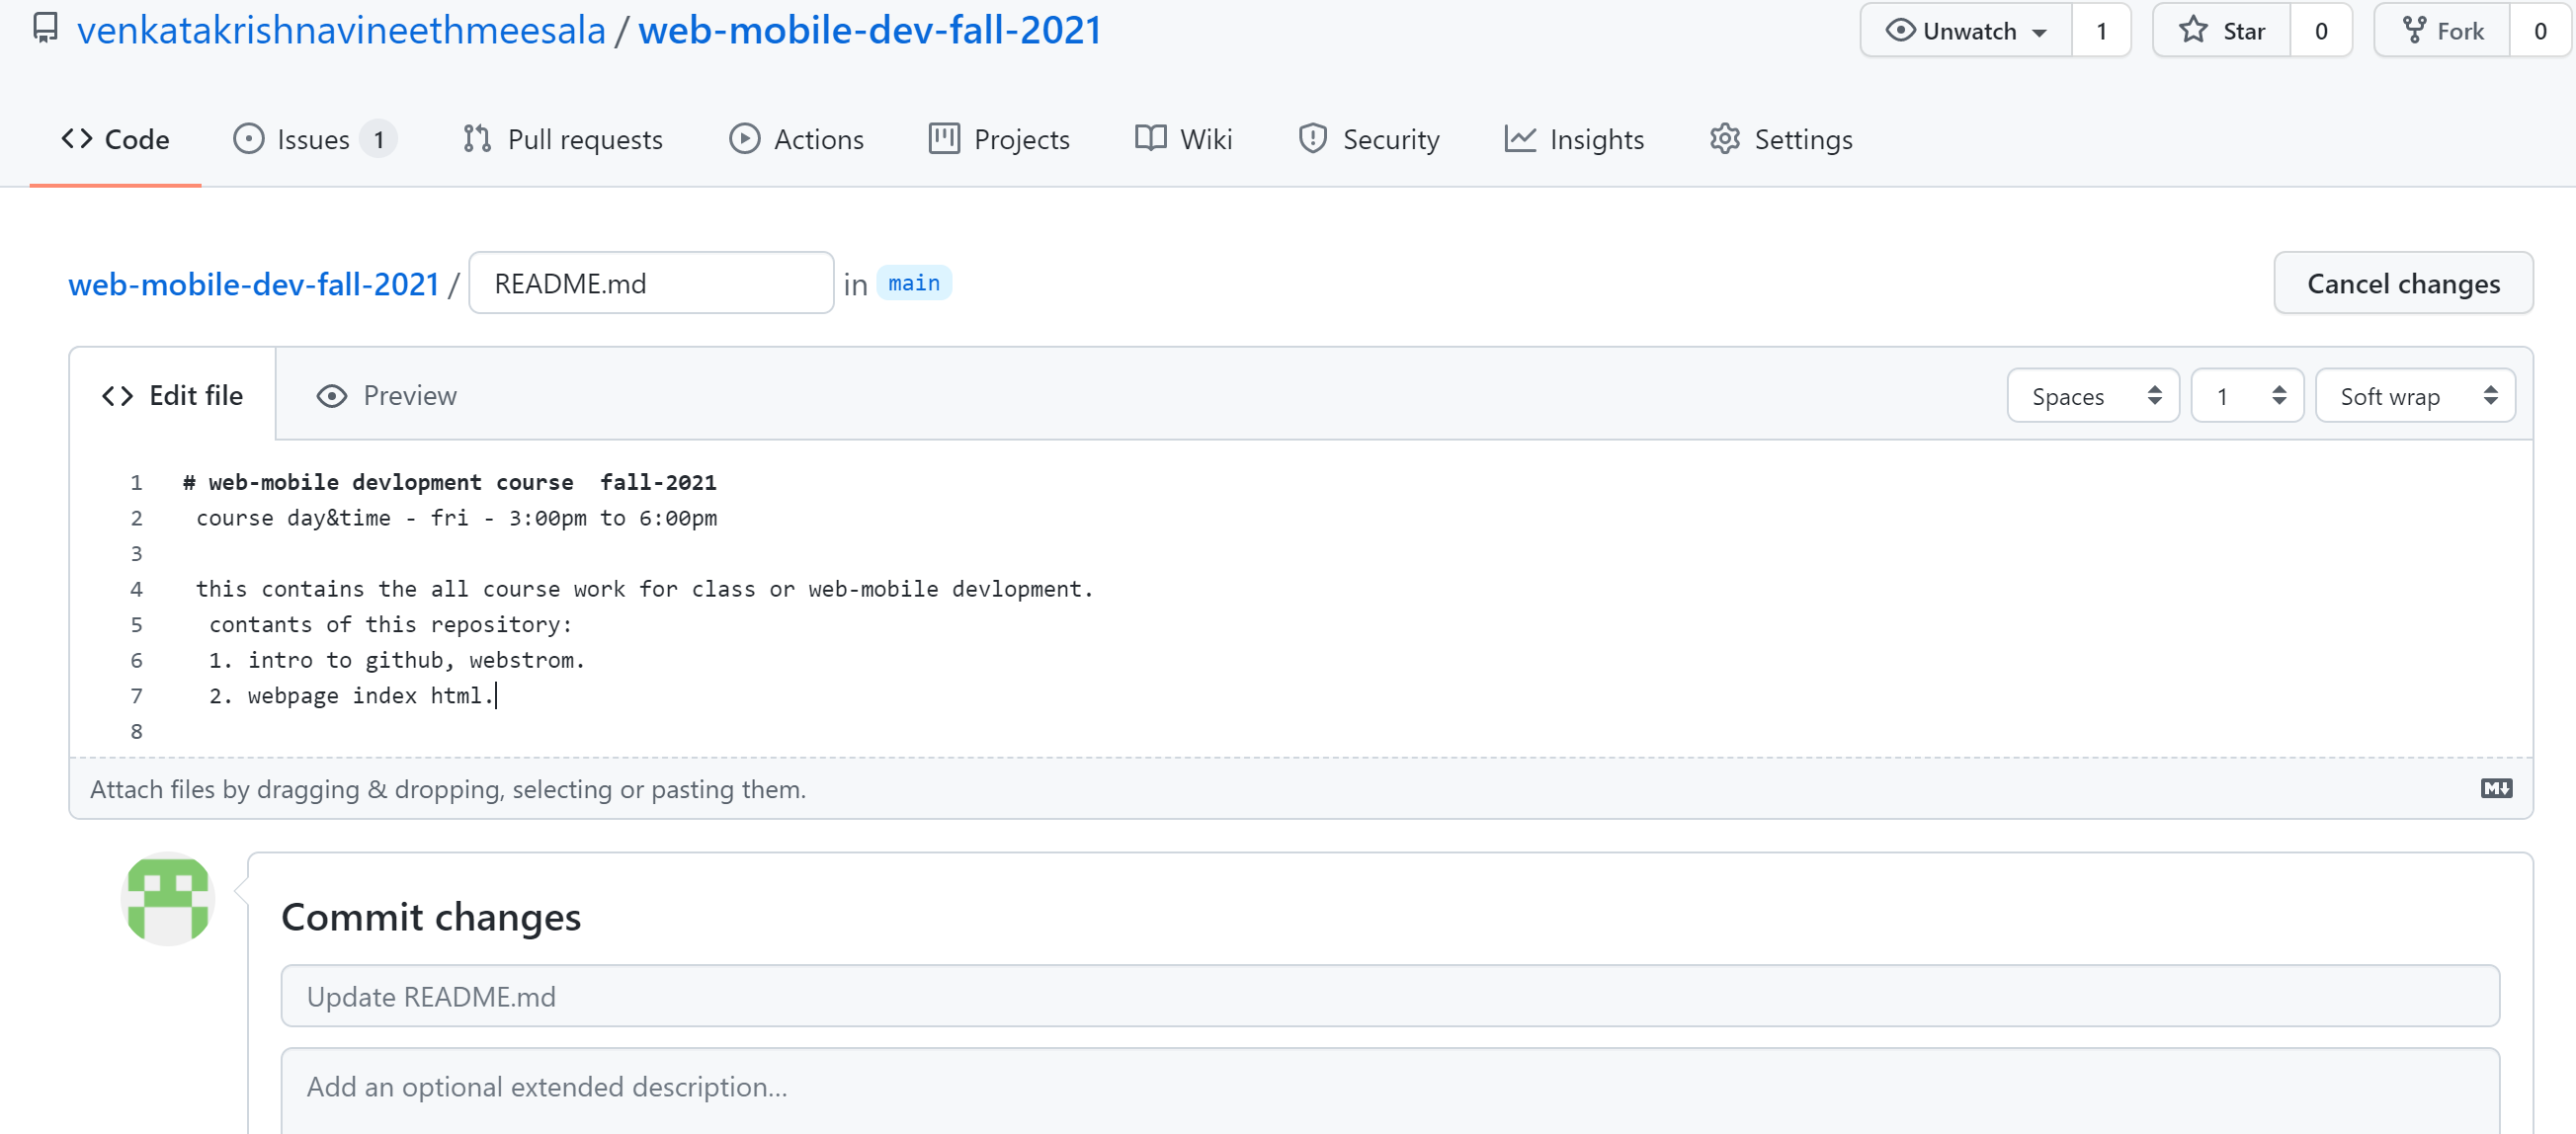 venkatakrishnavineethmeesala / web-mobile-dev-fall-2021
Unwatch 1 Star 0 Fork 0
Code Issues 1 Pull requests Actions Projects Wiki Security Insights Settings
web-mobile-dev-fall-2021 / README.md in main Cancel changes
Edit file Preview Spaces 1 Soft wrap
1 # web-mobile devlopment course  fall-2021
2 course day&time - fri - 3:00pm to 6:00pm
3
4 this contains the all course work for class or web-mobile devlopment.
5 contants of this repository:
6 1. intro to github, webstrom.
7 2. webpage index html.
8
Attach files by dragging & dropping, selecting or pasting them.
Commit changes
Update README.md
Add an optional extended description...